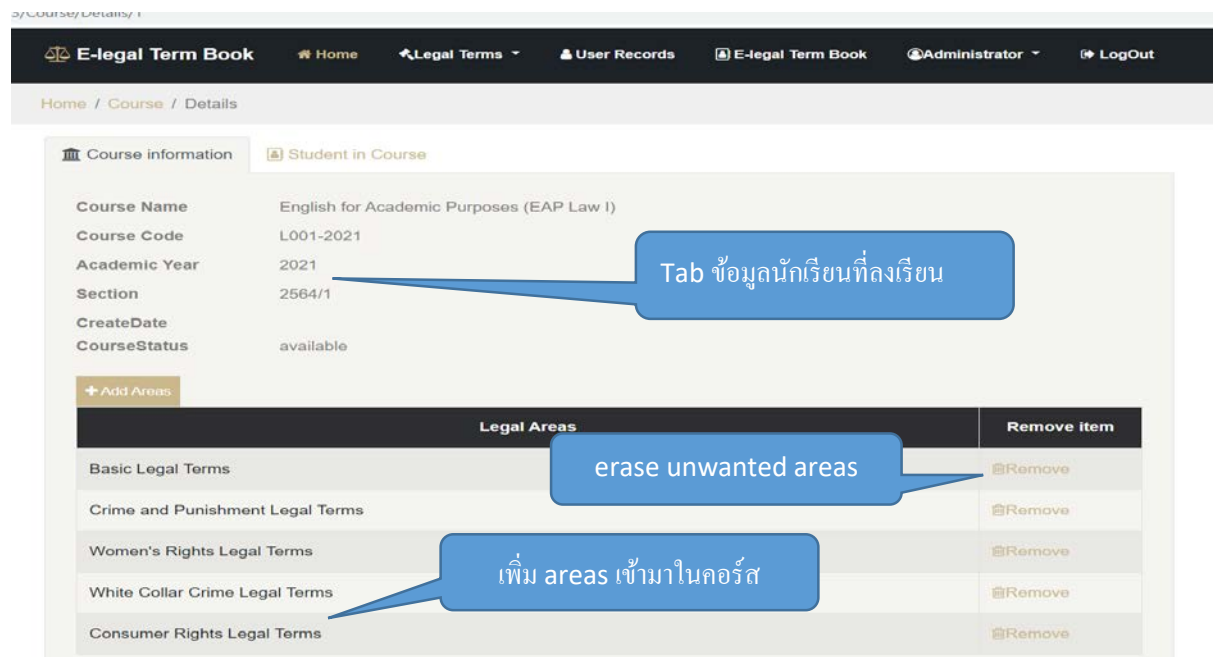 S/Course/Details/1
E-legal Term Book Home Legal Terms User Records E-legal Term Book Administrator LogOut
Home / Course / Details
Course information Student in Course
Course Name English for Academic Purposes (EAP Law I)
Course Code L001-2021
Academic Year 2021
Tab ข้อมูลนักเรียนที่ลงเรียน
Section 2564/1
CreateDate
CourseStatus available
+ Add Areas
Legal Areas Remove item
Basic Legal Terms Remove
erase unwanted areas
Crime and Punishment Legal Terms Remove
Women's Rights Legal Terms Remove
เพิ่ม areas เข้ามาในคอร์ส
White Collar Crime Legal Terms Remove
Consumer Rights Legal Terms Remove